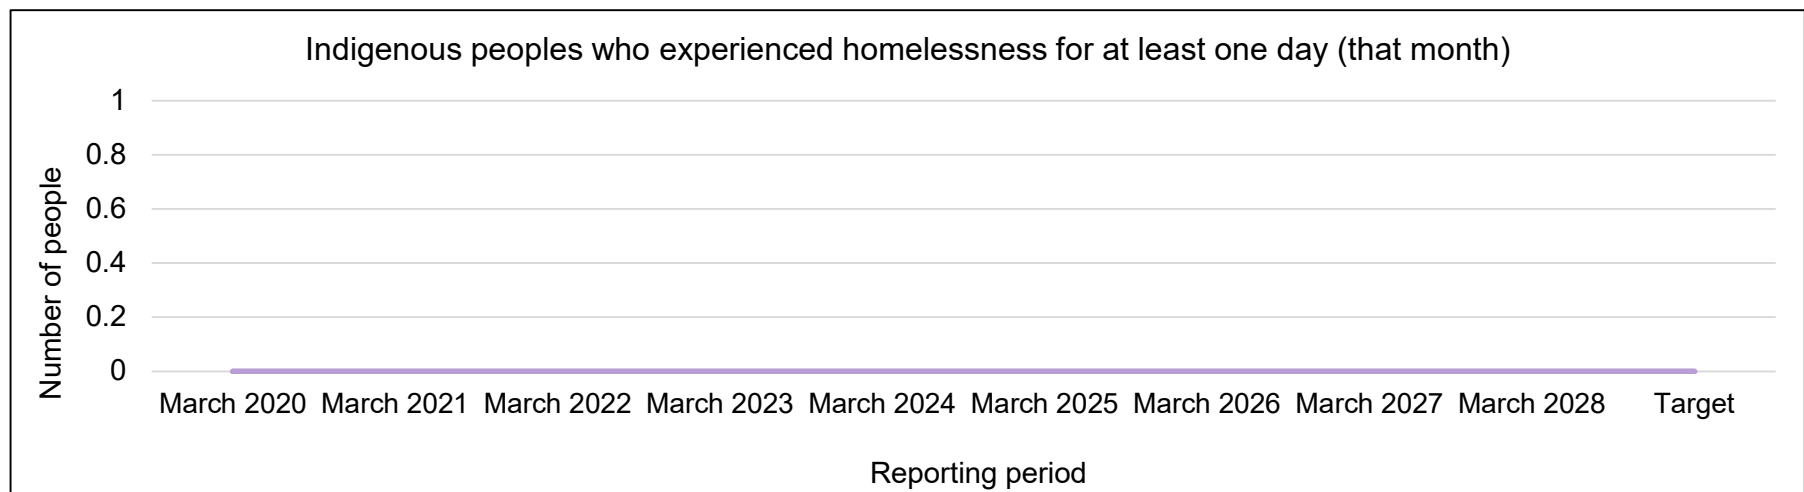 Indigenous peoples who experienced homelessness for at least one day (that month)
Number of people
1
0.8
0.6
0.4
0.2
0
March 2020 March 2021 March 2022 March 2023 March 2024 March 2025 March 2026 March 2027 March 2028 Target
Reporting period